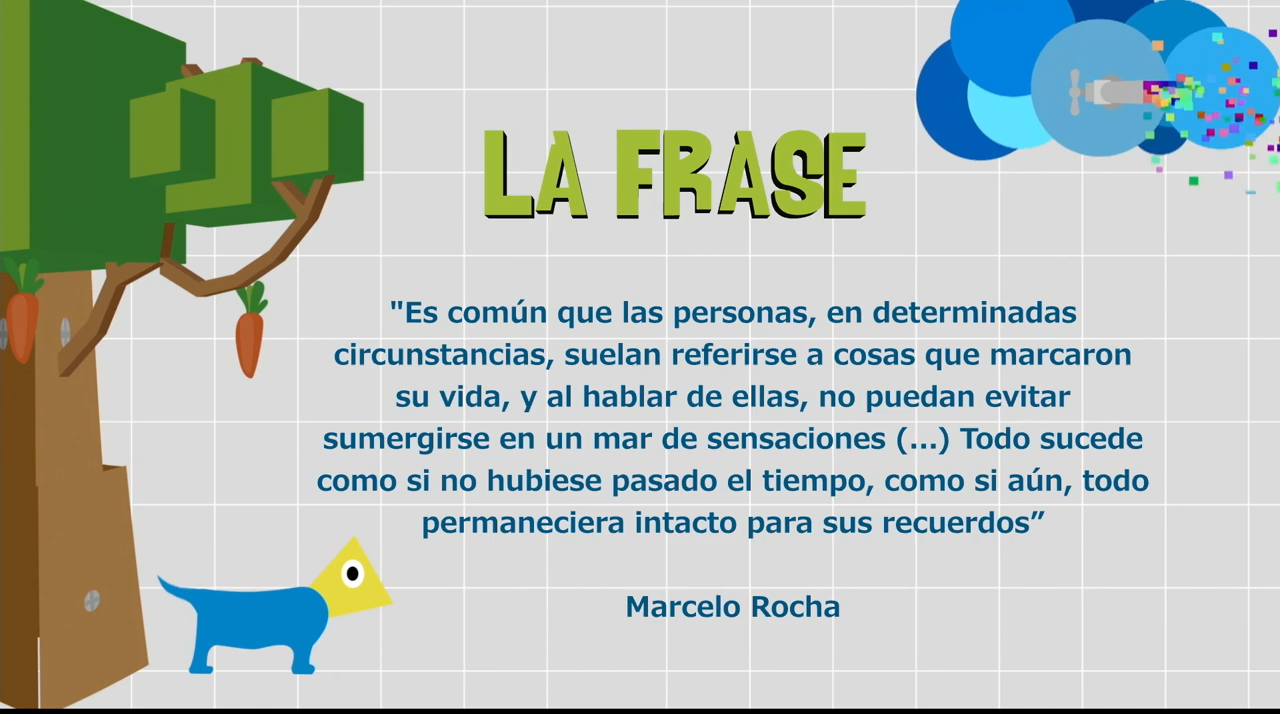 LA FRASE
"Es común que las personas, en determinadas
circunstancias, suelan referirse a cosas que marcaron
su vida, y al hablar de ellas, no puedan evitar
sumergirse en un mar de sensaciones (...) Todo sucede
como si no hubiese pasado el tiempo, como si aún, todo
permaneciera intacto para sus recuerdos”
Marcelo Rocha